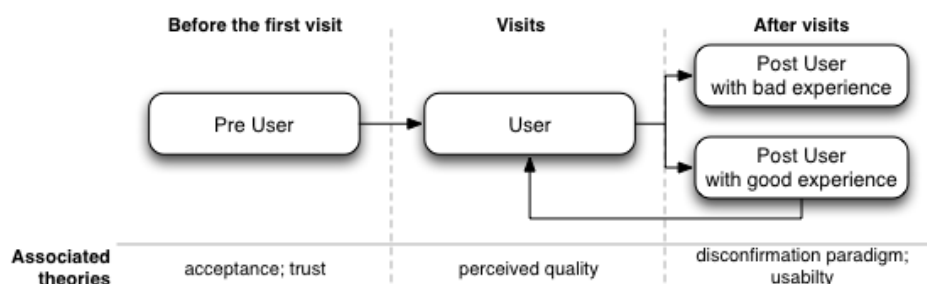 Before the first visit
Visits
After visits
Pre User
User
Post User
with bad experience
Post User
with good experience
Associated
theories
acceptance; trust
perceived quality
disconfirmation paradigm;
usabilty